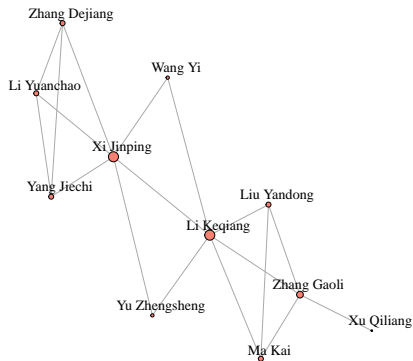 Zhang Dejiang
Wang Yi
Li Yuanchao
Xi Jinping
Yang Jiechi
Liu Yandong
Li Keqiang
Zhang Gaoli
Yu Zhengsheng
Xu Qiliang
Ma Kai